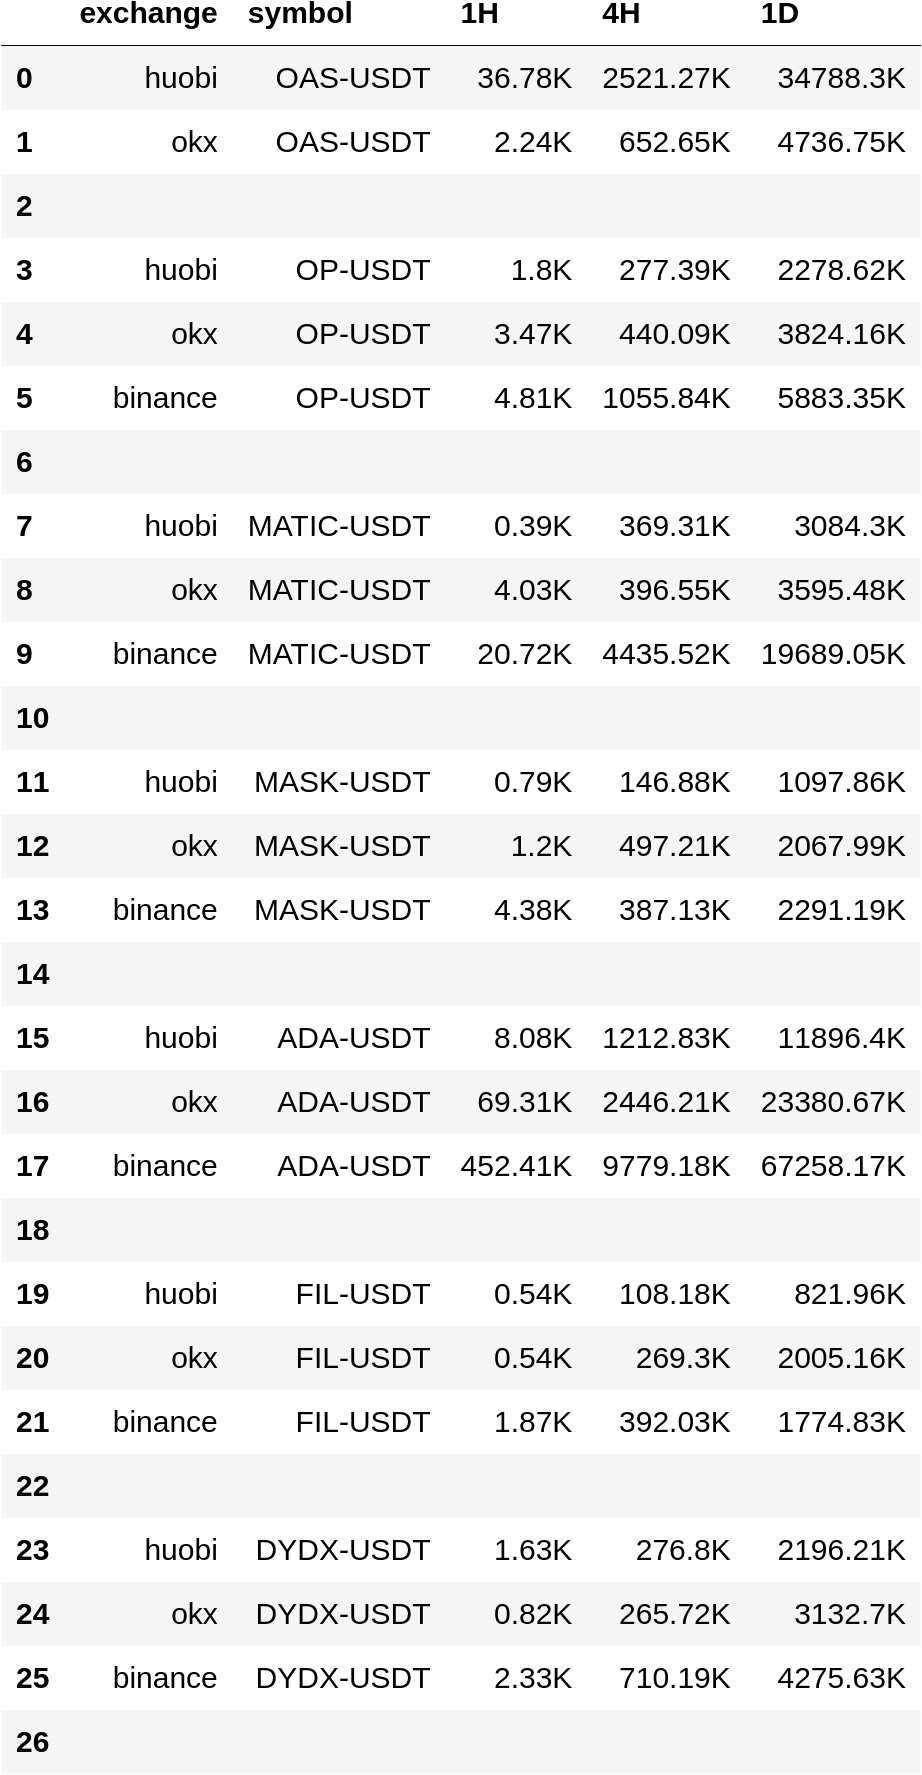 exchange symbol 1H 4H 1D
0 huobi OAS-USDT 36.78K 2521.27K 34788.3K
1 okx OAS-USDT 2.24K 652.65K 4736.75K
2
3 huobi OP-USDT 1.8K 277.39K 2278.62K
4 okx OP-USDT 3.47K 440.09K 3824.16K
5 binance OP-USDT 4.81K 1055.84K 5883.35K
6
7 huobi MATIC-USDT 0.39K 369.31K 3084.3K
8 okx MATIC-USDT 4.03K 396.55K 3595.48K
9 binance MATIC-USDT 20.72K 4435.52K 19689.05K
10
11 huobi MASK-USDT 0.79K 146.88K 1097.86K
12 okx MASK-USDT 1.2K 497.21K 2067.99K
13 binance MASK-USDT 4.38K 387.13K 2291.19K
14
15 huobi ADA-USDT 8.08K 1212.83K 11896.4K
16 okx ADA-USDT 69.31K 2446.21K 23380.67K
17 binance ADA-USDT 452.41K 9779.18K 67258.17K
18
19 huobi FIL-USDT 0.54K 108.18K 821.96K
20 okx FIL-USDT 0.54K 269.3K 2005.16K
21 binance FIL-USDT 1.87K 392.03K 1774.83K
22
23 huobi DYDX-USDT 1.63K 276.8K 2196.21K
24 okx DYDX-USDT 0.82K 265.72K 3132.7K
25 binance DYDX-USDT 2.33K 710.19K 4275.63K
26